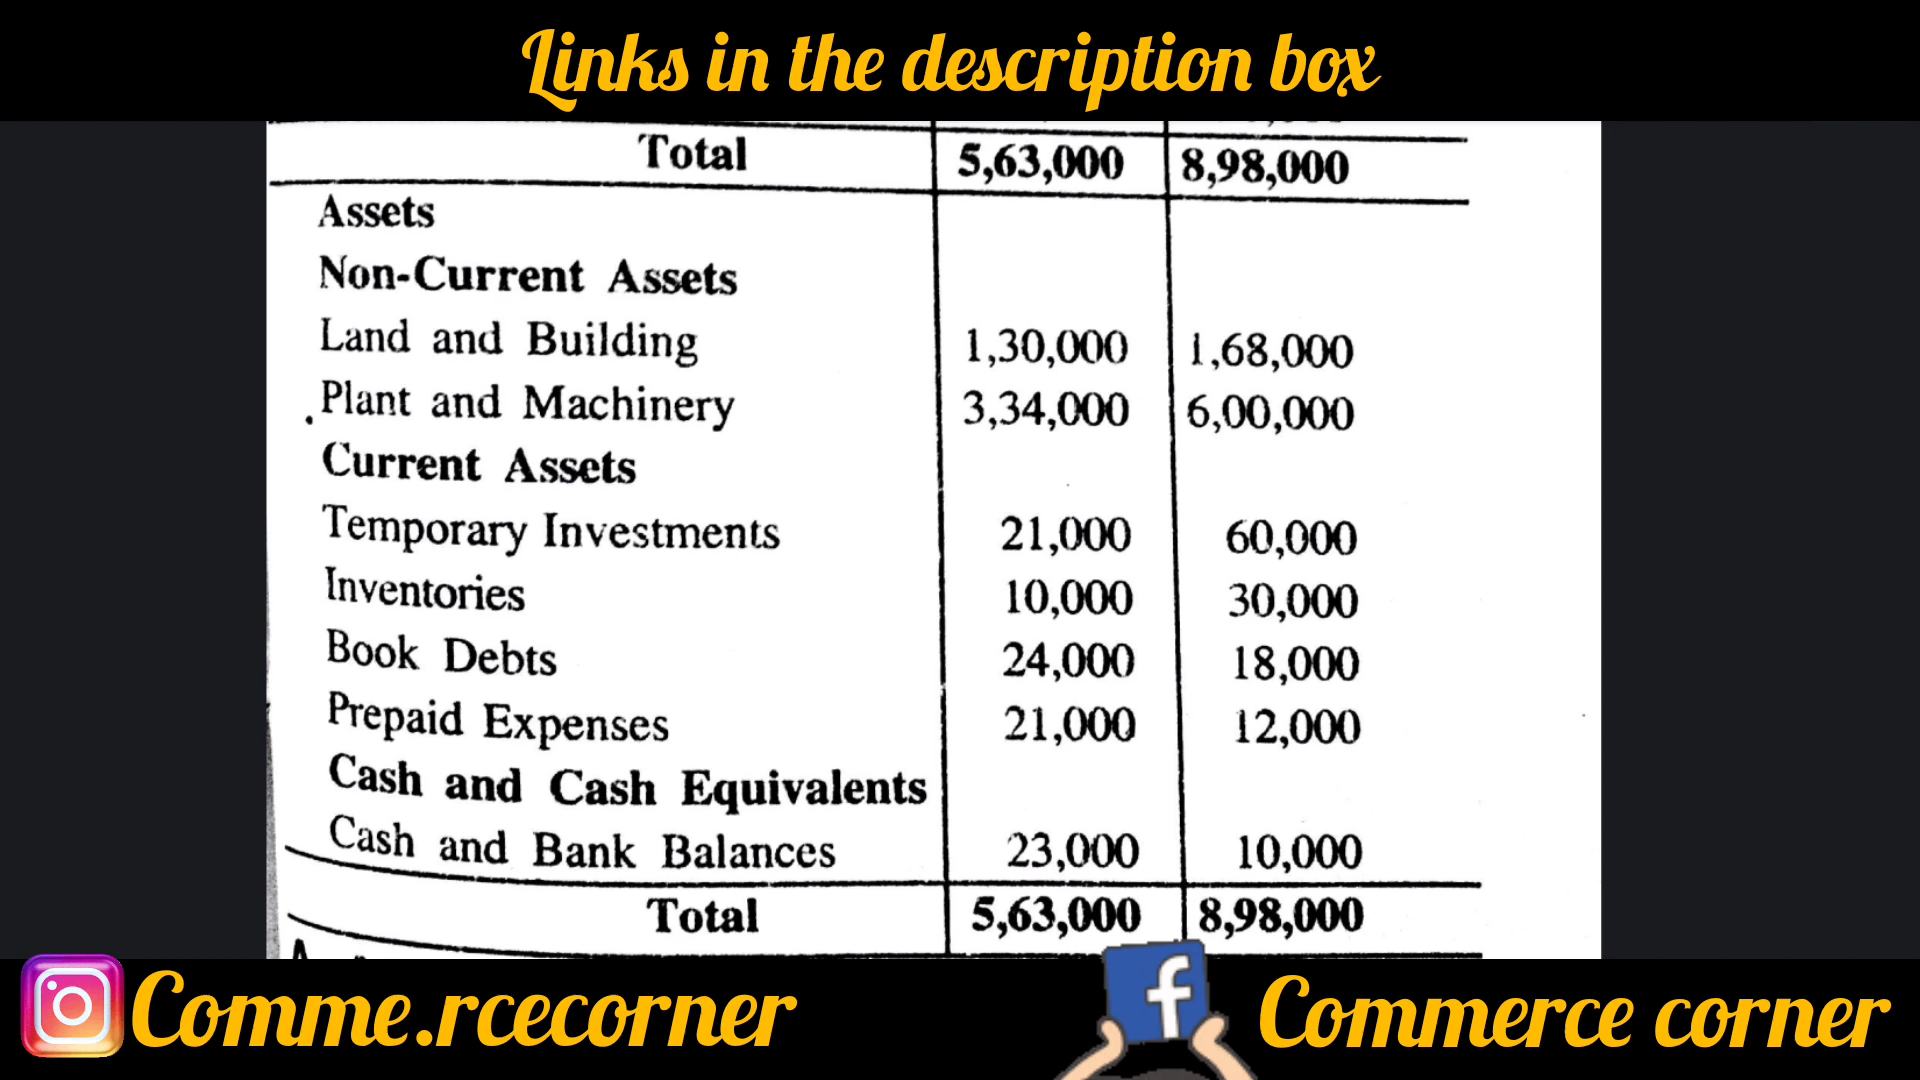 Links in the description box
Total 5,63,000 8,98,000
Assets
Non-Current Assets
Land and Building 1,30,000 1,68,000
Plant and Machinery 3,34,000 6,00,000
Current Assets
Temporary Investments 21,000 60,000
Inventories 10,000 30,000
Book Debts 24,000 18,000
Prepaid Expenses 21,000 12,000
Cash and Cash Equivalents
Cash and Bank Balances 23,000 10,000
Total 5,63,000 8,98,000
Comme.rcecorner
f
Commerce corner